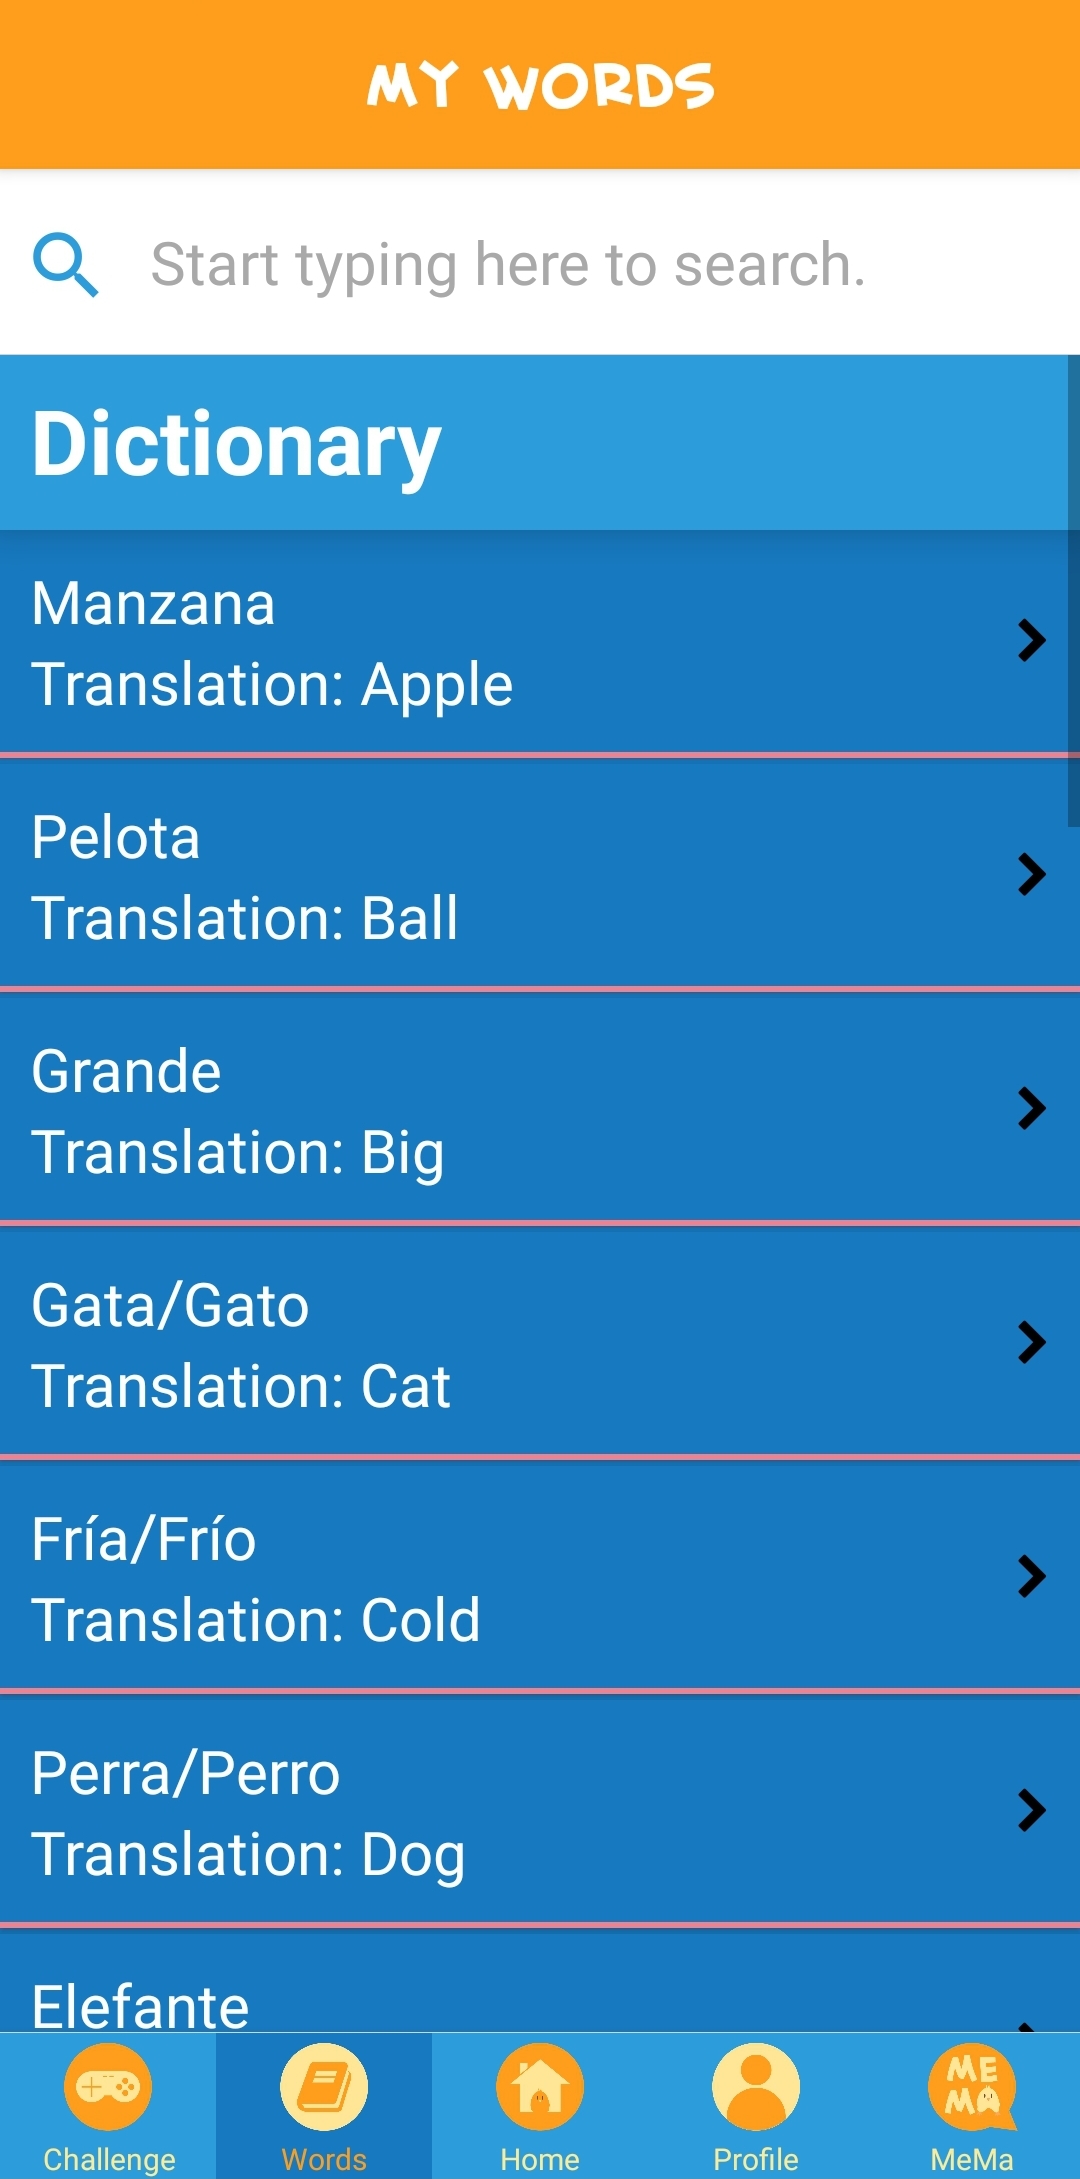 MY WORDS
Start typing here to search.
Dictionary
Manzana
Translation: Apple
Pelota
Translation: Ball
Grande
Translation: Big
Gata/Gato
Translation: Cat
Fría/Frío
Translation: Cold
Perra/Perro
Translation: Dog
Elefante
ME
MA
Challenge
Words
Home
Profile
MeMa